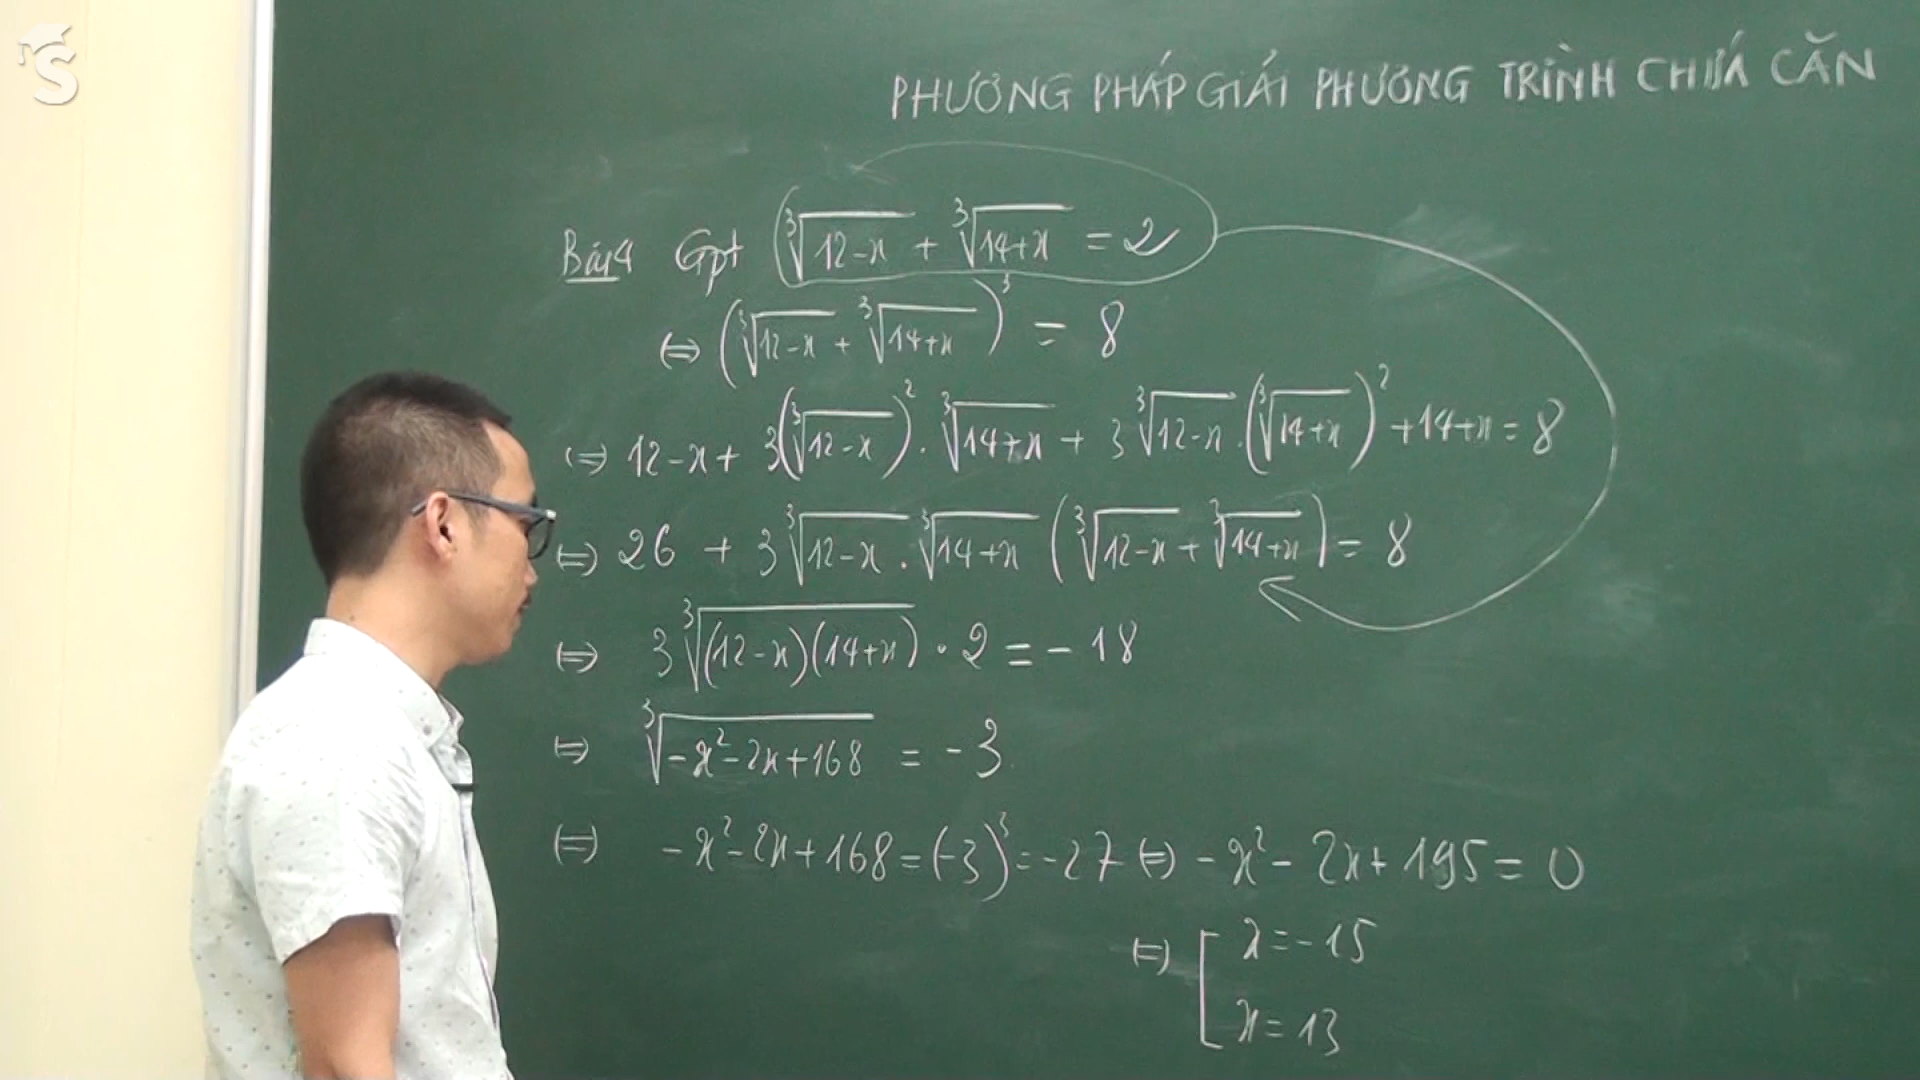 PHƯƠNG PHÁP GIẢI PHƯƠNG TRÌNH CHỨA CĂN
Bài 4 Gpt ∛(12-x) + ∛(14+x) = 2
⇔ (∛(12-x) + ∛(14+x))³ = 8
⇔ 12-x + 3(∛(12-x))² . ∛(14+x) + 3∛(12-x) . (∛(14+x))² + 14+x = 8
⇔ 26 + 3∛(12-x) . ∛(14+x) (∛(12-x) + ∛(14+x)) = 8
⇔ 3∛((12-x)(14+x)) . 2 = -18
⇔ ∛(-x²-2x+168) = -3
⇔ -x²-2x+168 = (-3)³ = -27 ⇔ -x²-2x+195 = 0
⇔ [ x = -15
x = 13